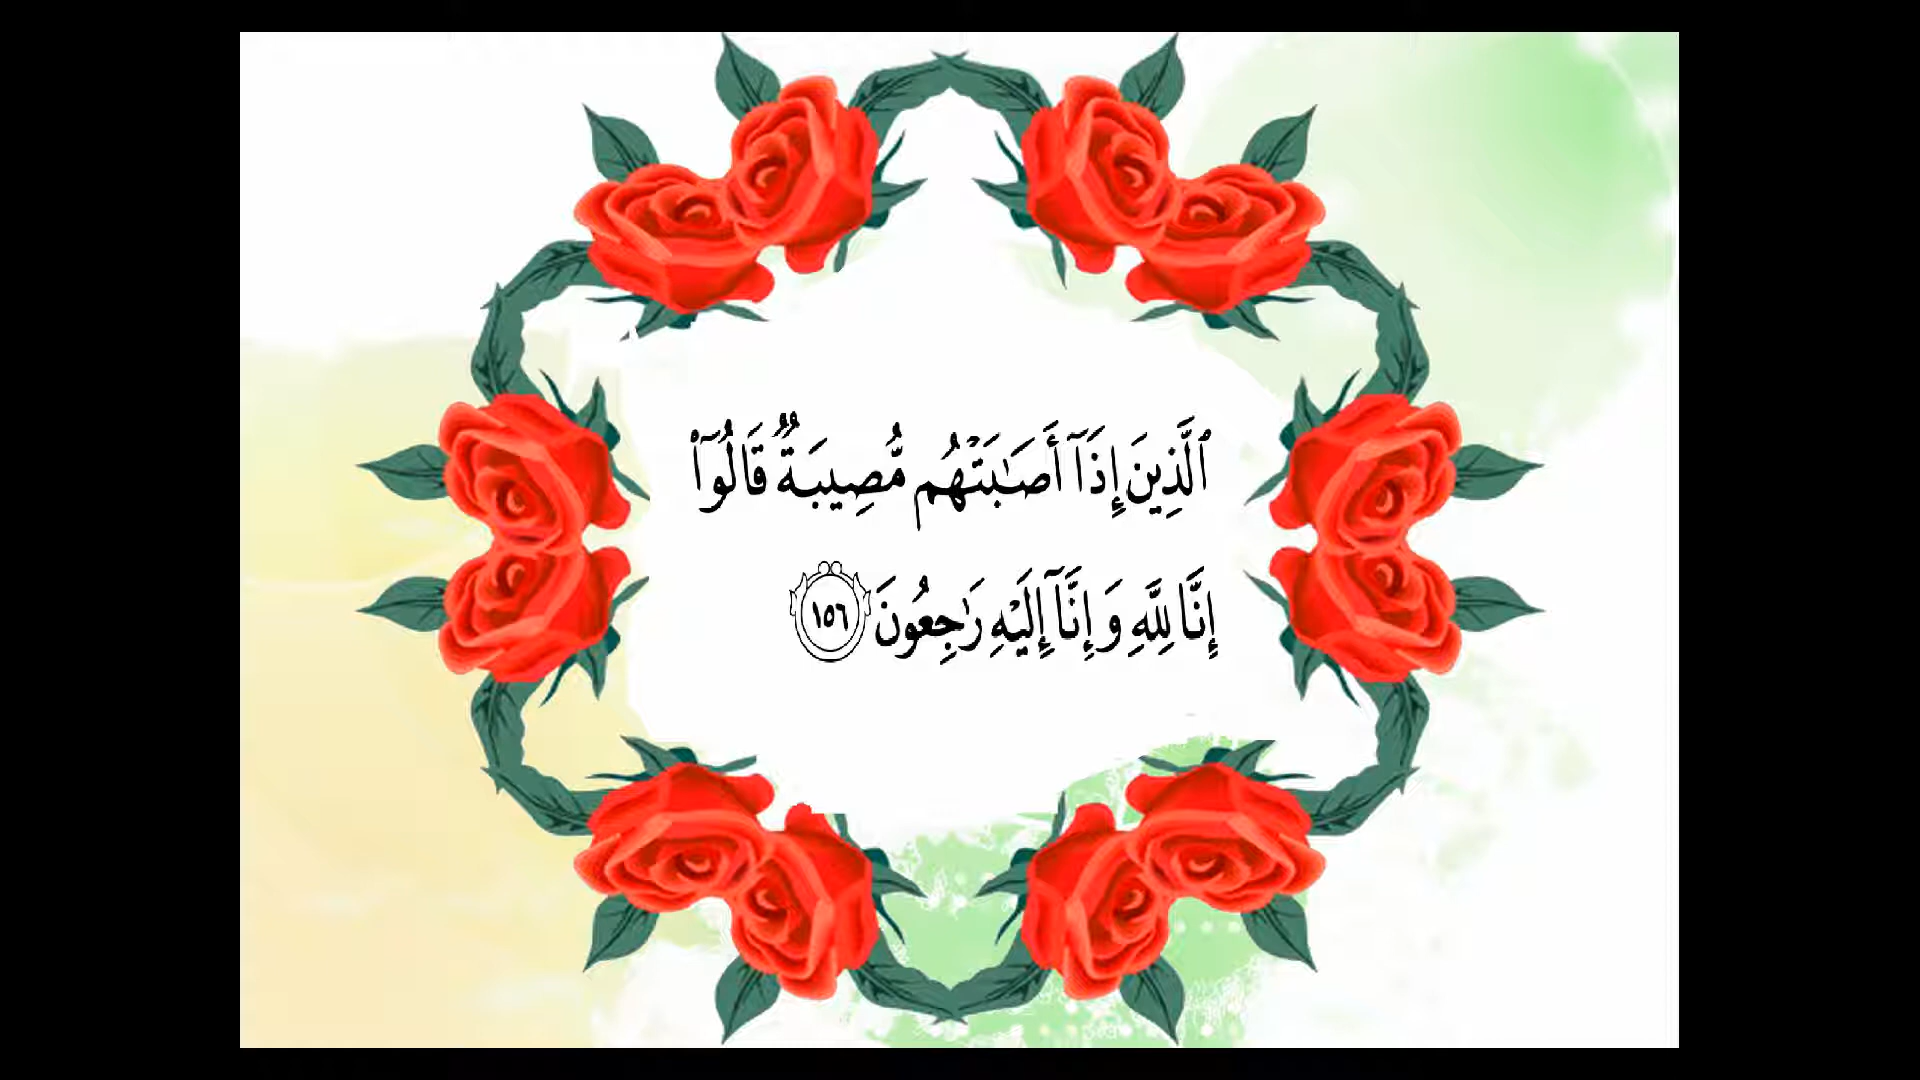 ٱلَّذِينَ إِذَآ أَصَـٰبَتْهُم مُّصِيبَةٌ قَالُوٓا۟
إِنَّا لِلَّهِ وَإِنَّآ إِلَيْهِ رَٰجِعُونَ ١٥٦